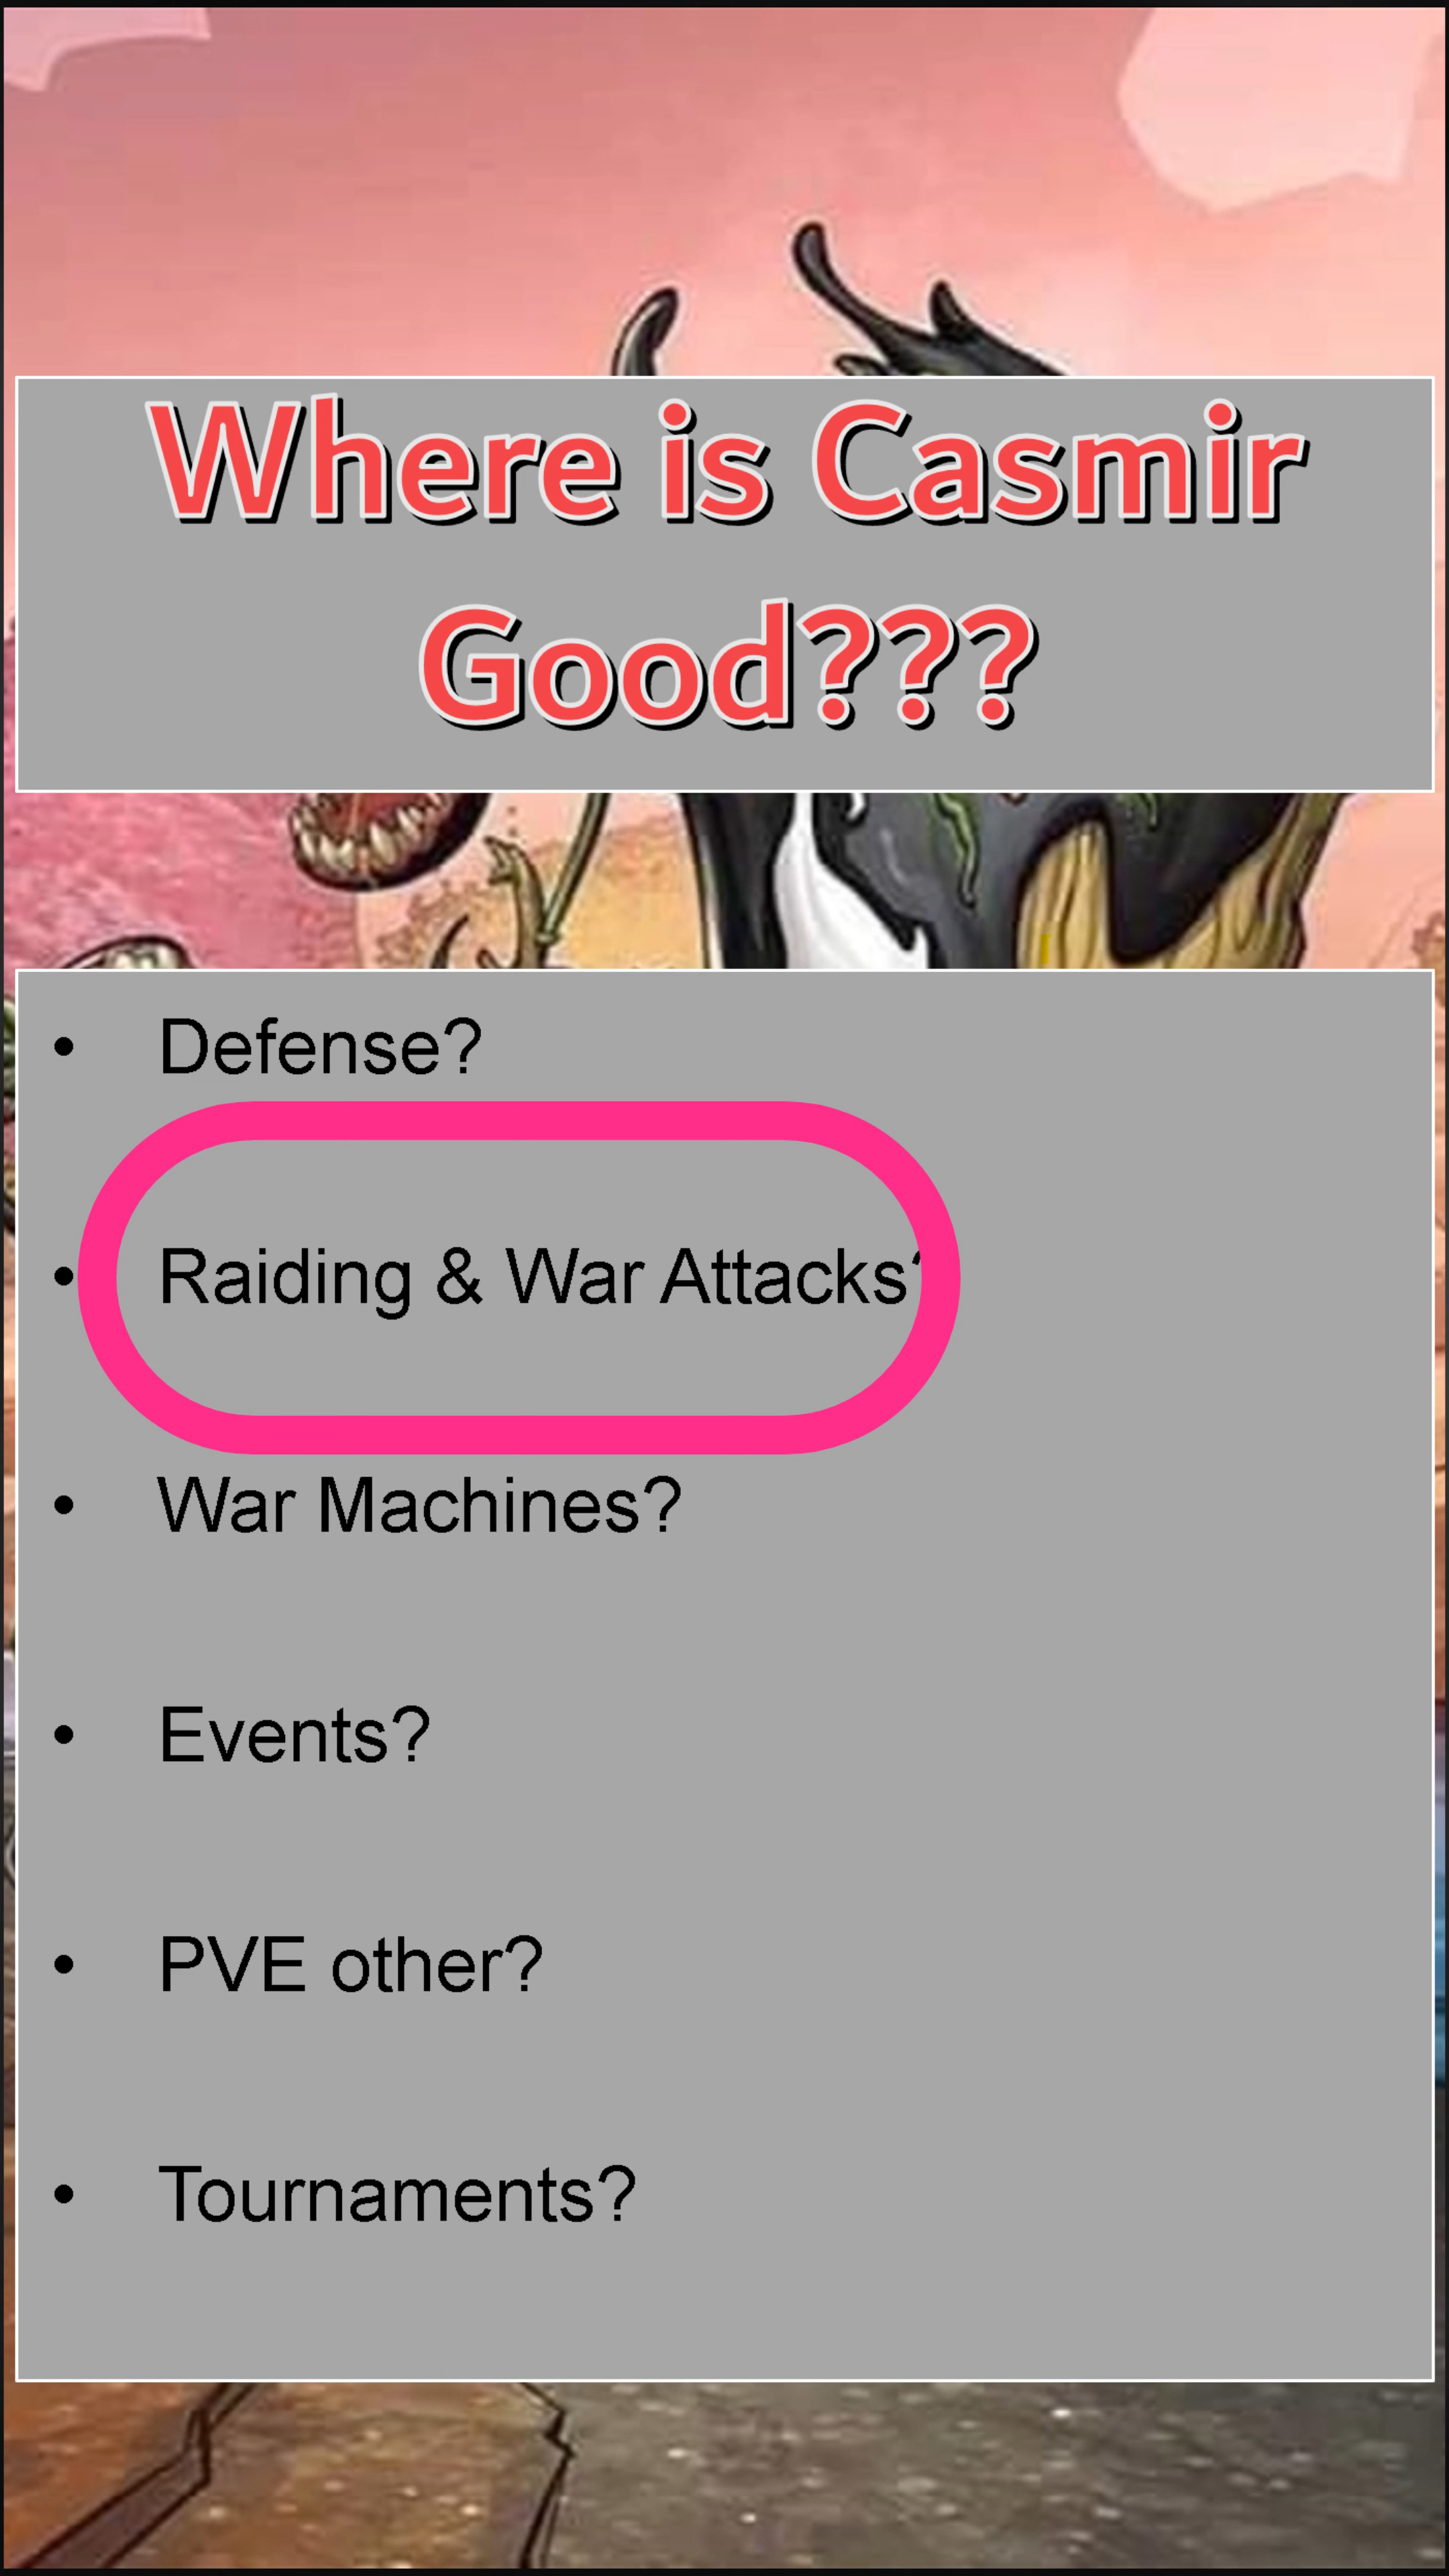 Where is Casmir
Good???
• Defense?
• Raiding & War Attacks?
• War Machines?
• Events?
• PVE other?
• Tournaments?